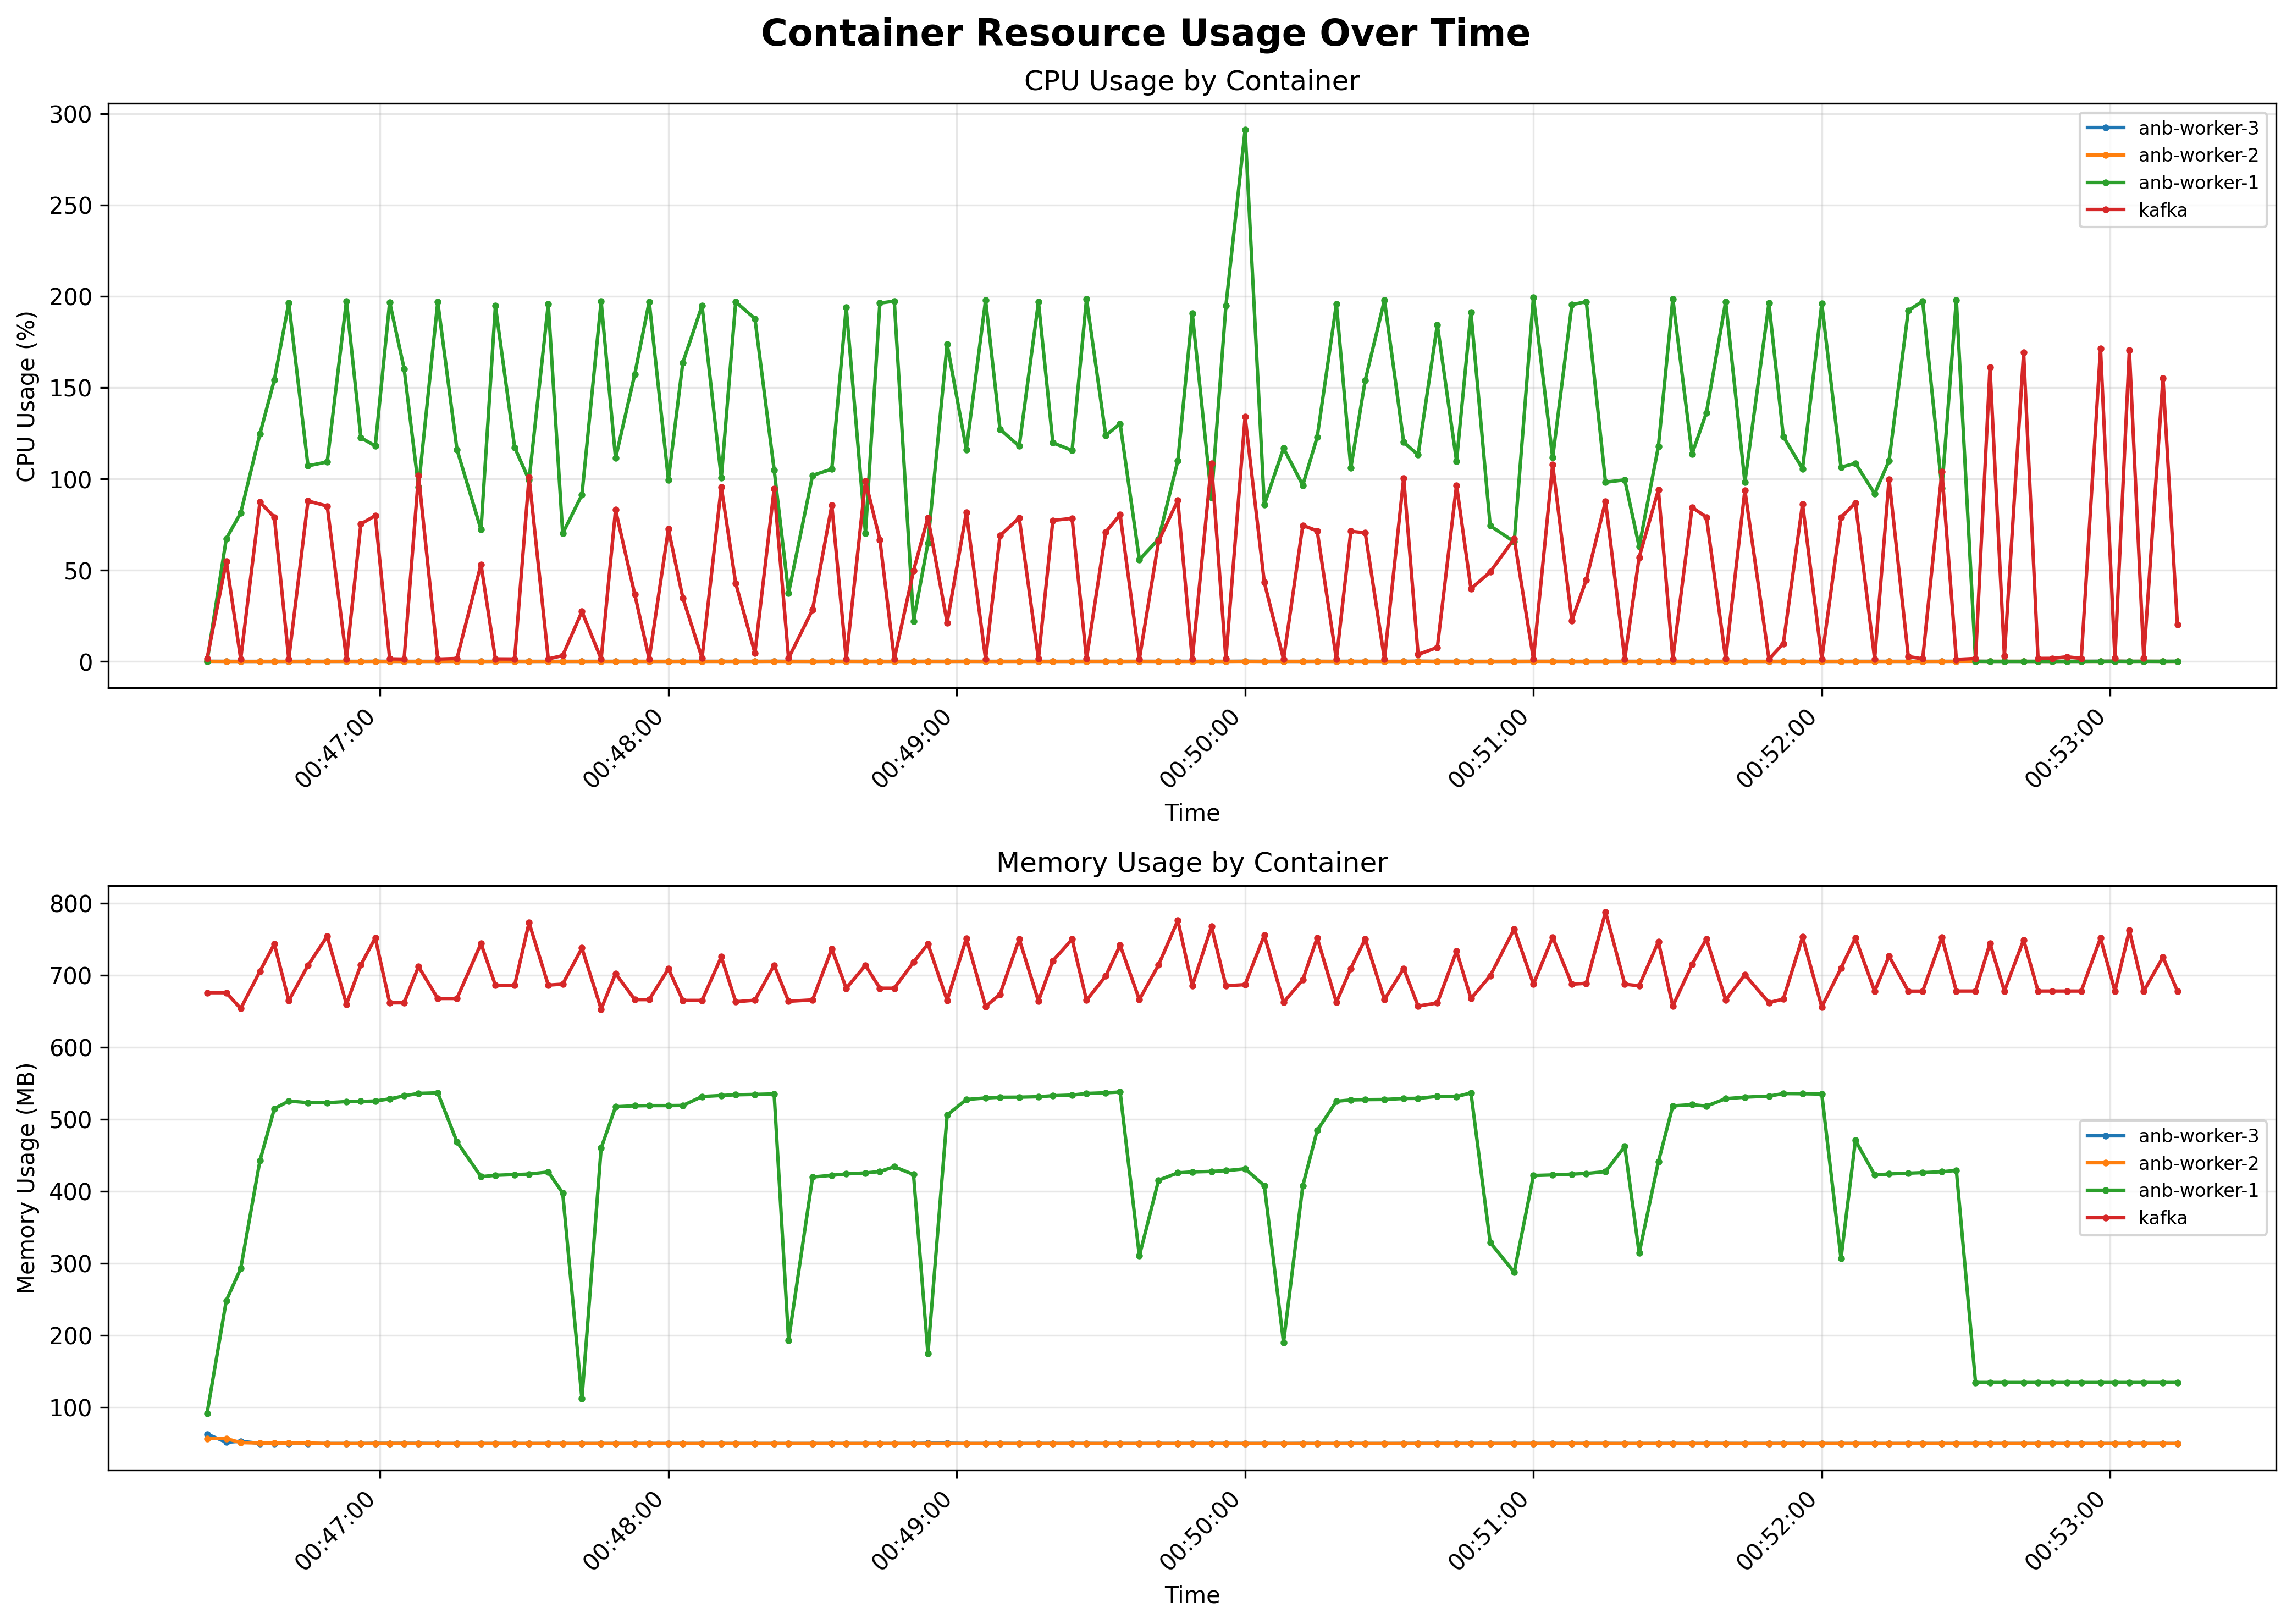 Container Resource Usage Over Time
CPU Usage by Container
CPU Usage (%)
300
250
200
150
100
50
0
anb-worker-3
anb-worker-2
anb-worker-1
kafka
00:47:00
00:48:00
00:49:00
00:50:00
00:51:00
00:52:00
00:53:00
Time
Memory Usage by Container
Memory Usage (MB)
800
700
600
500
400
300
200
100
anb-worker-3
anb-worker-2
anb-worker-1
kafka
00:47:00
00:48:00
00:49:00
00:50:00
00:51:00
00:52:00
00:53:00
Time